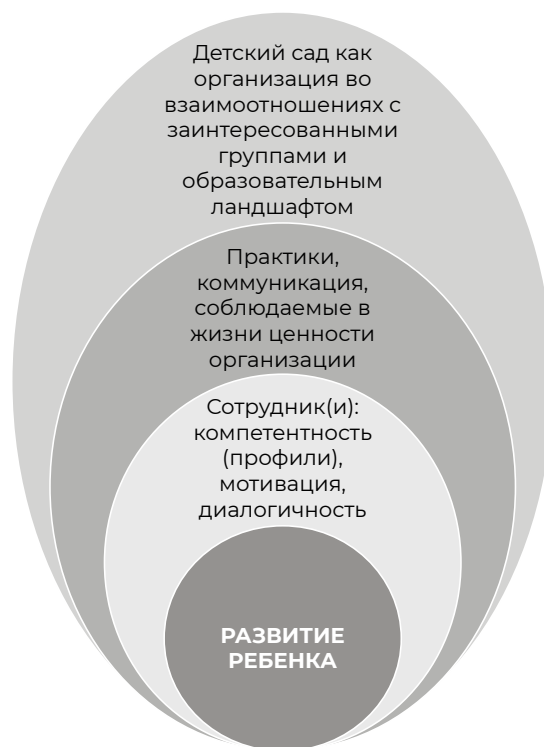 Детский сад как
организация во
взаимоотношениях с
заинтересованными
группами и
образовательным
ландшафтом
Практики,
коммуникация,
соблюдаемые в
жизни ценности
организации
Сотрудник(и):
компетентность
(профили),
мотивация,
диалогичность
РАЗВИТИЕ
РЕБЕНКА